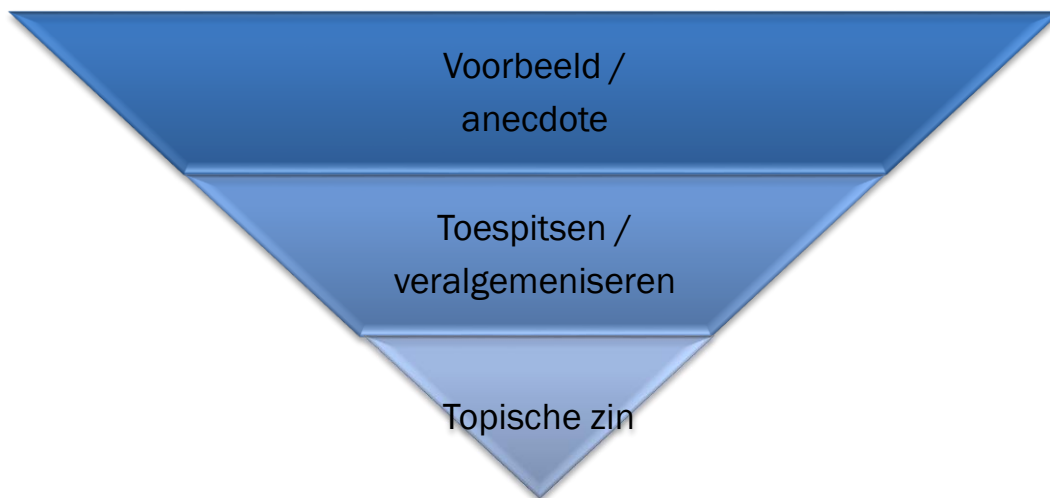 Voorbeeld /
anecdote
Toespitsen /
veralgemeniseren
Topische zin